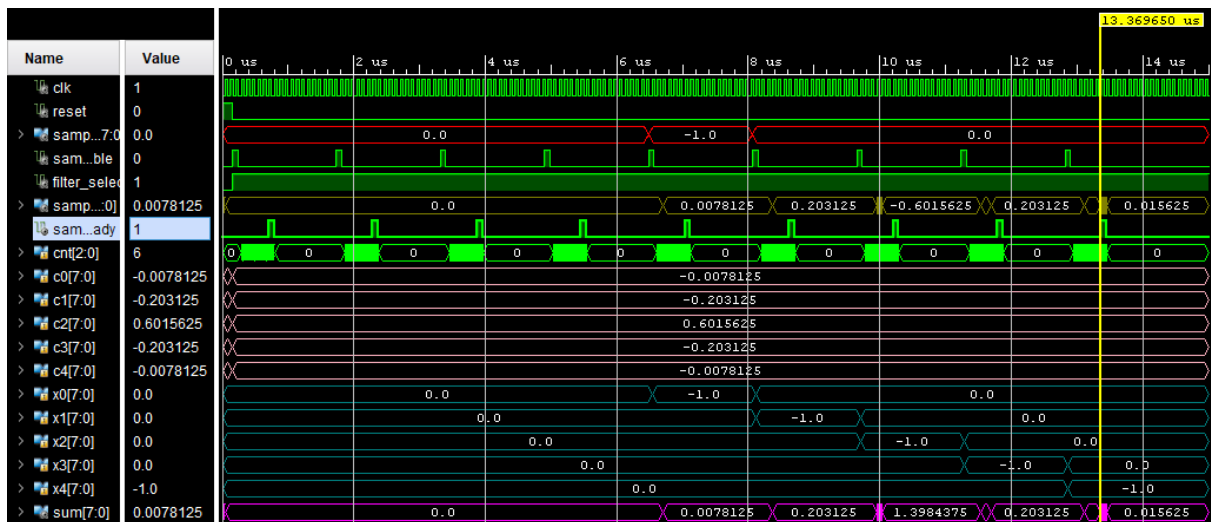 13.369650 us
Name Value 0 us 2 us 4 us 6 us 8 us 10 us 12 us 14 us
clk 1
reset 0
samp...7:0 0.0 0.0 -1.0 0.0
sam...ble 0
filter_selec 1
samp...:0] 0.0078125 0.0 0.0078125 0.203125 -0.6015625 0.203125 0.015625
sam...ady 1
cnt[2:0] 6 0 0 0 0 0 0 0 0 0 0
c0[7:0] -0.0078125 -0.0078125
c1[7:0] -0.203125 -0.203125
c2[7:0] 0.6015625 0.6015625
c3[7:0] -0.203125 -0.203125
c4[7:0] -0.0078125 -0.0078125
x0[7:0] 0.0 0.0 -1.0 0.0
x1[7:0] 0.0 0.0 -1.0 0.0
x2[7:0] 0.0 0.0 -1.0 0.0
x3[7:0] 0.0 0.0 -1.0 0.0
x4[7:0] -1.0 0.0 -1.0
sum[7:0] 0.0078125 0.0 0.0078125 0.203125 1.3984375 0.203125 0.015625